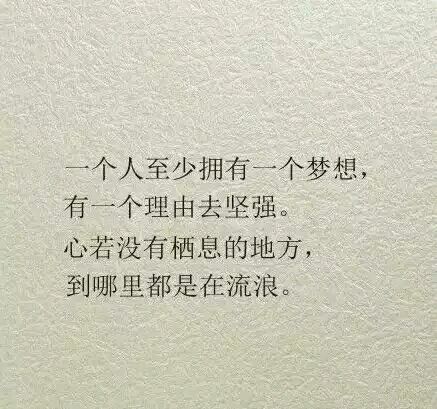 一个人至少拥有一个梦想，
有一个理由去坚强。
心若没有栖息的地方，
到哪里都是在流浪。